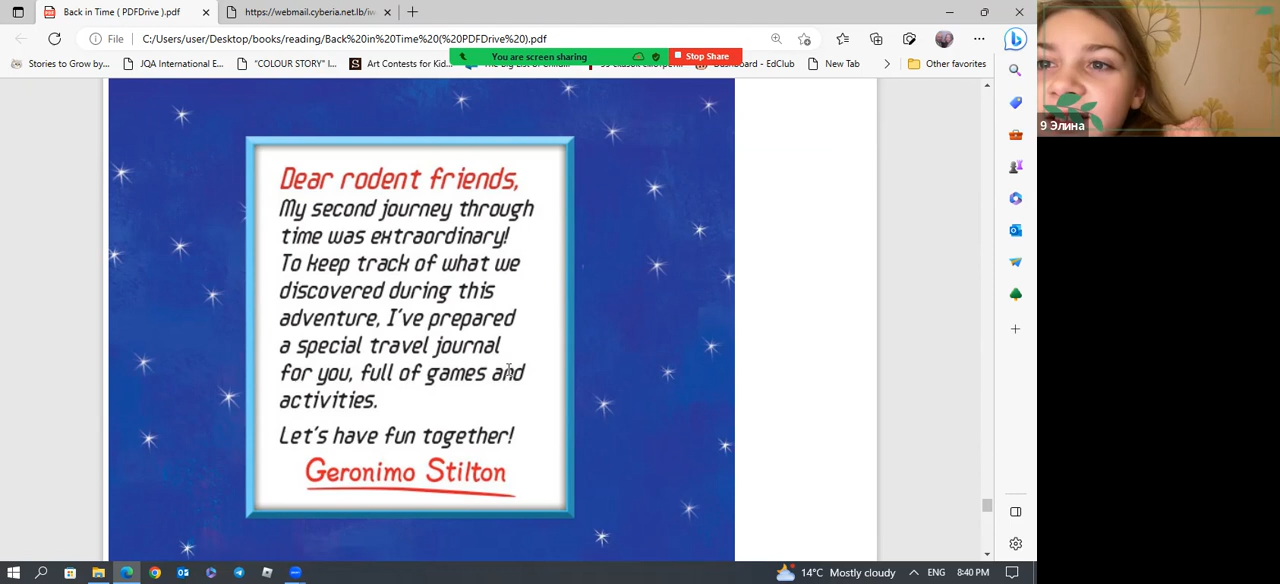 Back in Time ( PDFDrive ).pdf
https://webmail.cyberia.net.lb/iw
File
C:/Users/user/Desktop/books/reading/Back%20in%20Time%20(%20PDFDrive%20).pdf
You are screen sharing
Stop Share
Stories to Grow by...
JQA International E...
"COLOUR STORY" I...
Art Contests for Kid...
Dashboard - EdClub
New Tab
Other favorites
9 Элина
Dear rodent friends,
My second journey through
time was extraordinary!
To keep track of what we
discovered during this
adventure, I've prepared
a special travel journal
for you, full of games and
activities.
Let's have fun together!
Geronimo Stilton
14°C Mostly cloudy
ENG
8:40 PM